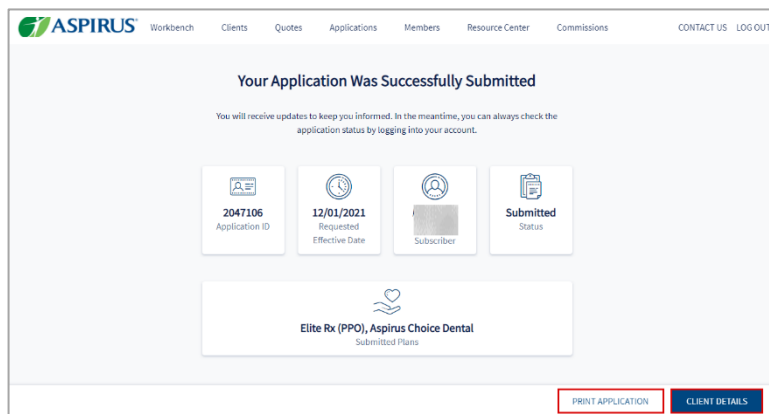 ASPIRUS Workbench Clients Quotes Applications Members Resource Center Commissions CONTACT US LOG OUT
Your Application Was Successfully Submitted
You will receive updates to keep you informed. In the meantime, you can always check the
application status by logging into your account.
2047106
Application ID
12/01/2021
Requested
Effective Date
Subscriber
Submitted
Status
Elite Rx (PPO), Aspirus Choice Dental
Submitted Plans
PRINT APPLICATION CLIENT DETAILS